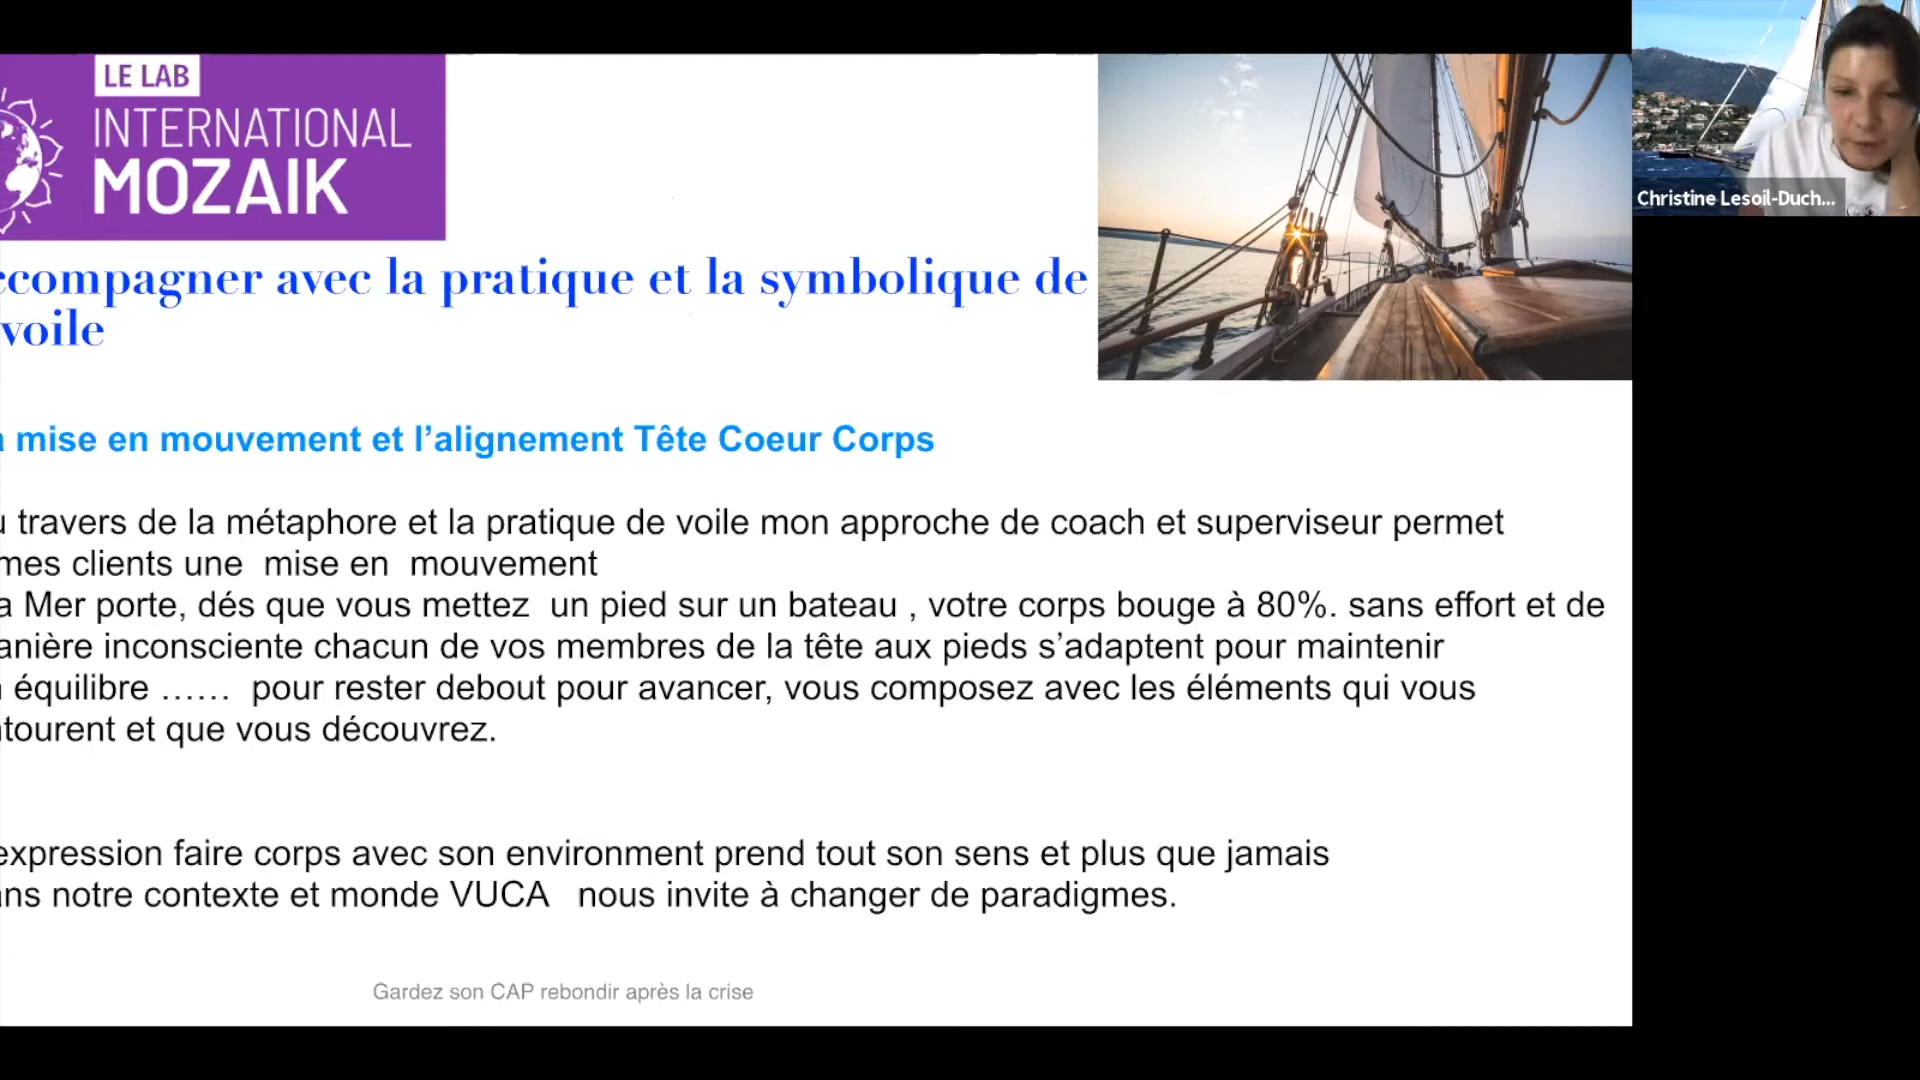 LE LAB
INTERNATIONAL
MOZAIK
Christine Lesoil-Duch...
ccompagner avec la pratique et la symbolique de
voile
mise en mouvement et l’alignement Tête Coeur Corps
travers de la métaphore et la pratique de voile mon approche de coach et superviseur permet
mes clients une mise en mouvement
a Mer porte, dés que vous mettez un pied sur un bateau , votre corps bouge à 80%. sans effort et de
anière inconsciente chacun de vos membres de la tête aux pieds s’adaptent pour maintenir
équilibre …… pour rester debout pour avancer, vous composez avec les éléments qui vous
ntourent et que vous découvrez.
expression faire corps avec son environment prend tout son sens et plus que jamais
ans notre contexte et monde VUCA nous invite à changer de paradigmes.
Gardez son CAP rebondir après la crise